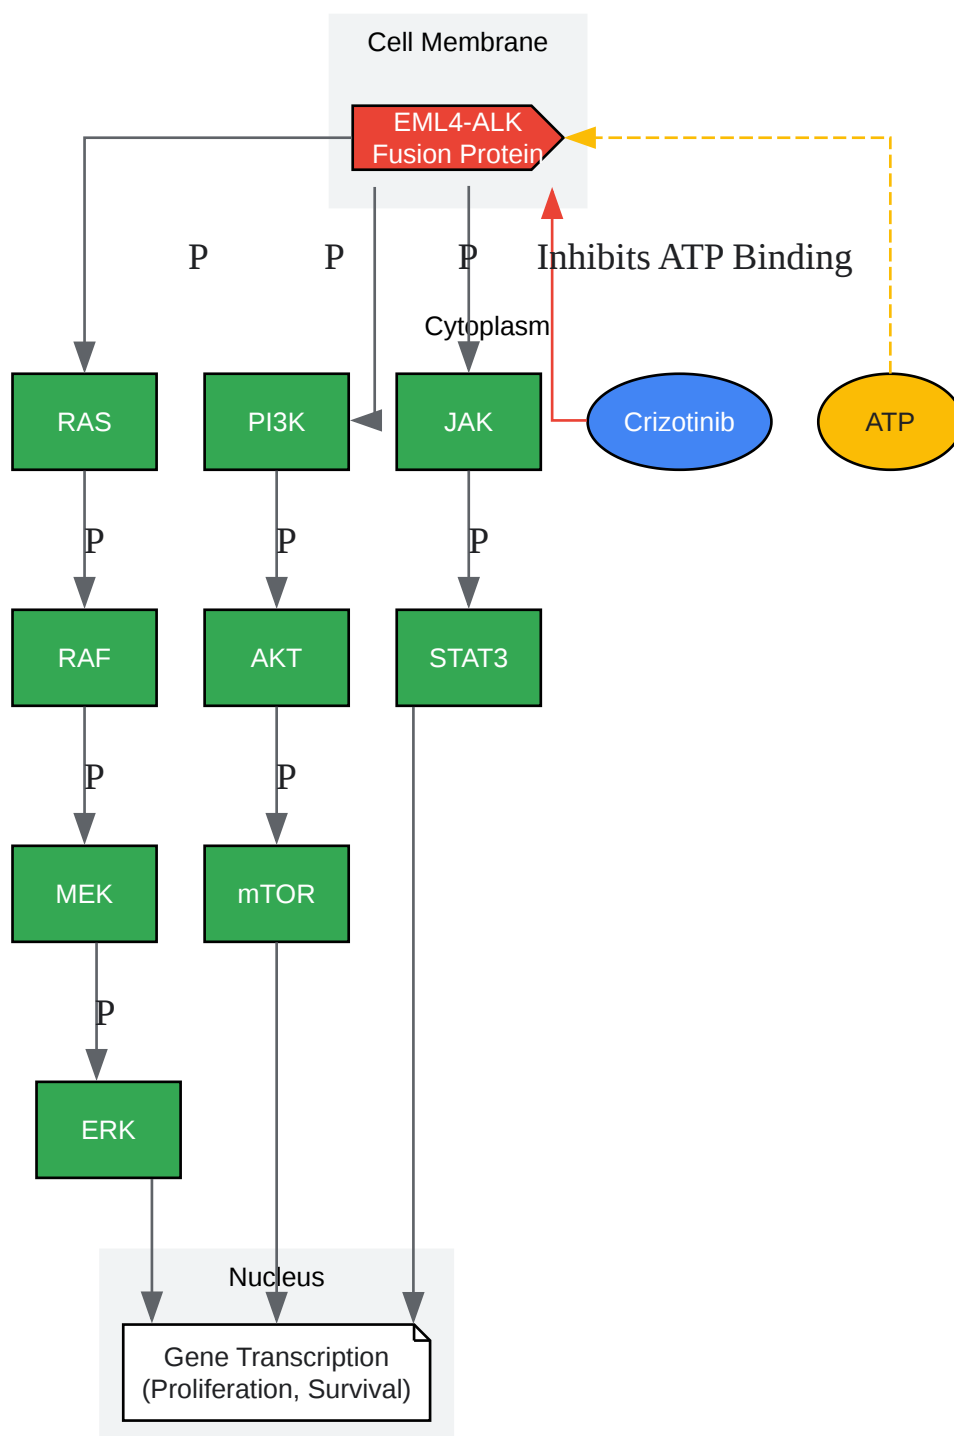 Cell Membrane
EML4-ALK
Fusion Protein
P
P
P
Inhibits ATP Binding
Cytoplasm
RAS
PI3K
JAK
Crizotinib
ATP
P
P
P
RAF
AKT
STAT3
P
P
MEK
mTOR
P
ERK
Nucleus
Gene Transcription
(Proliferation, Survival)